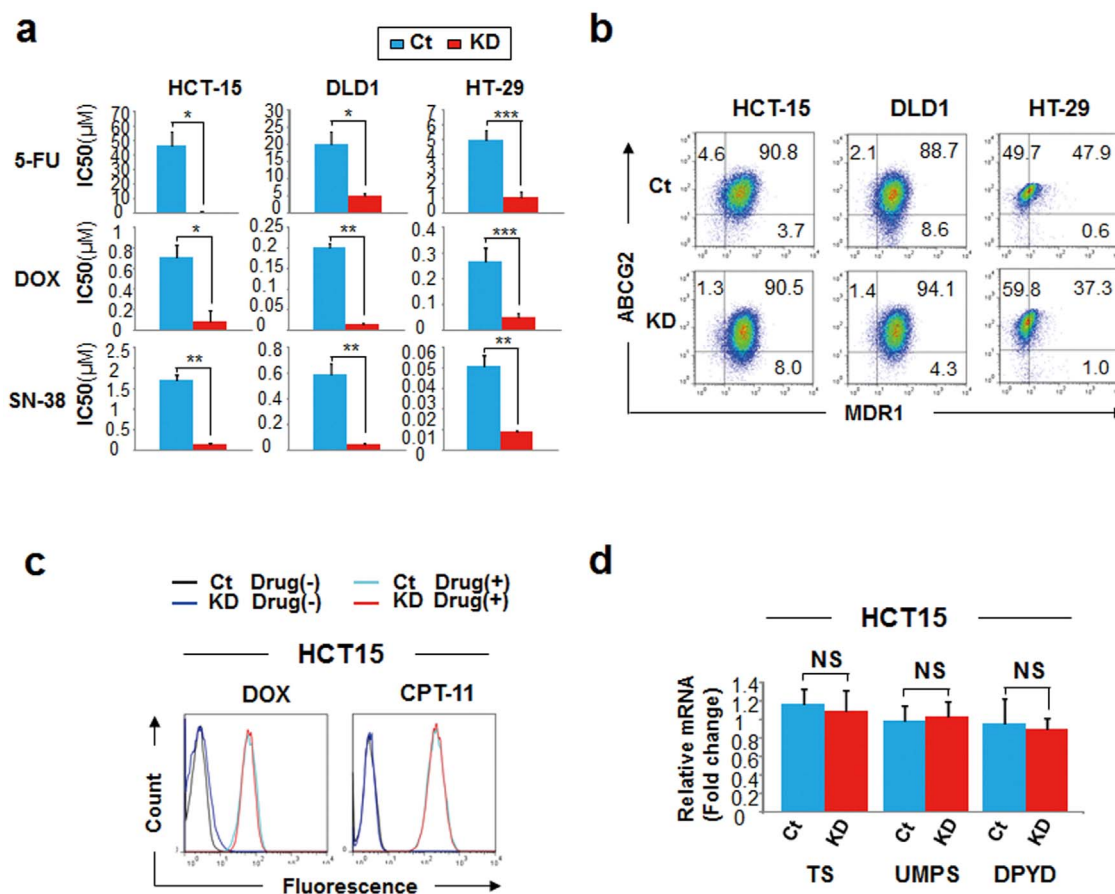 a
Ct KD
HCT-15 DLD1 HT-29
5-FU
IC50(µM)
70
60
50
40
30
20
10
0
*
30
25
20
15
10
5
0
*
7
6
5
4
3
2
1
0
***
DOX
IC50(µM)
1
0.8
0.6
0.4
0.2
0
*
0.25
0.2
0.15
0.1
0.05
0
**
0.4
0.3
0.2
0.1
0
***
SN-38
IC50(µM)
2.5
2
1.5
1
0.5
0
**
0.8
0.6
0.4
0.2
0
**
0.06
0.05
0.04
0.03
0.02
0.01
0
**
b
HCT-15 DLD1 HT-29
Ct
4.6 90.8
3.7
2.1 88.7
8.6
49.7 47.9
0.6
KD
1.3 90.5
8.0
1.4 94.1
4.3
59.8 37.3
1.0
ABCG2
MDR1
c
Ct Drug(-) Ct Drug(+)
KD Drug(-) KD Drug(+)
HCT15
DOX CPT-11
Count
10⁰ 10¹ 10² 10³ 10⁴
10⁰ 10¹ 10² 10³ 10⁴
Fluorescence
d
HCT15
NS NS NS
Relative mRNA
(Fold change)
1.4
1.2
1
0.8
0.6
0.4
0.2
0
Ct KD Ct KD Ct KD
TS UMPS DPYD